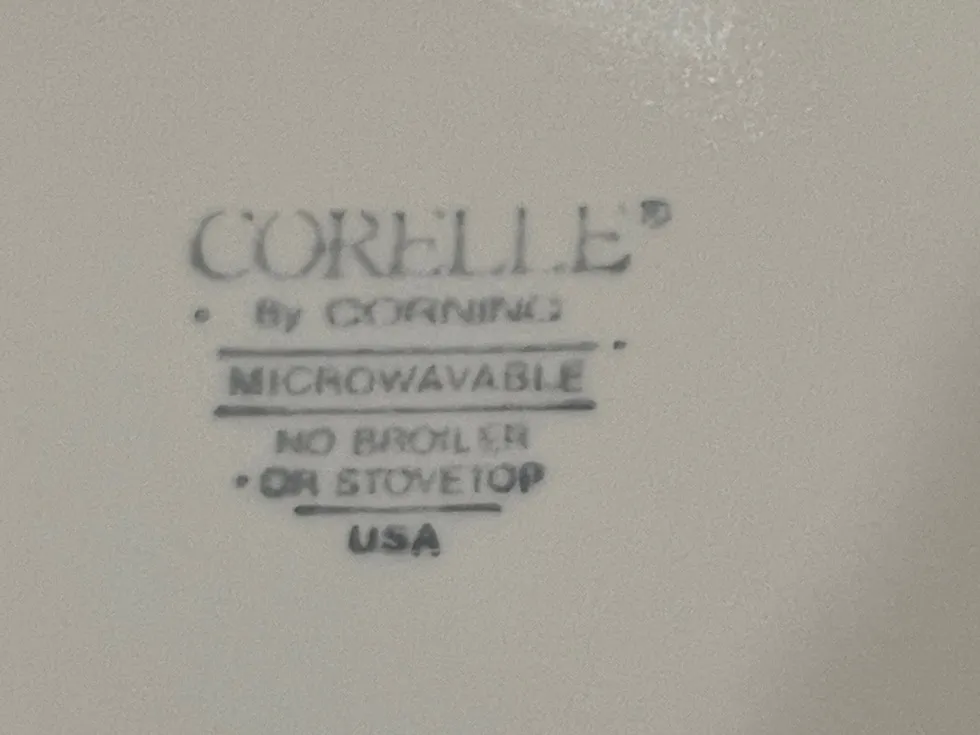 CORELLE®
By CORNING
MICROWAVABLE
NO BROILER
OR STOVETOP
USA